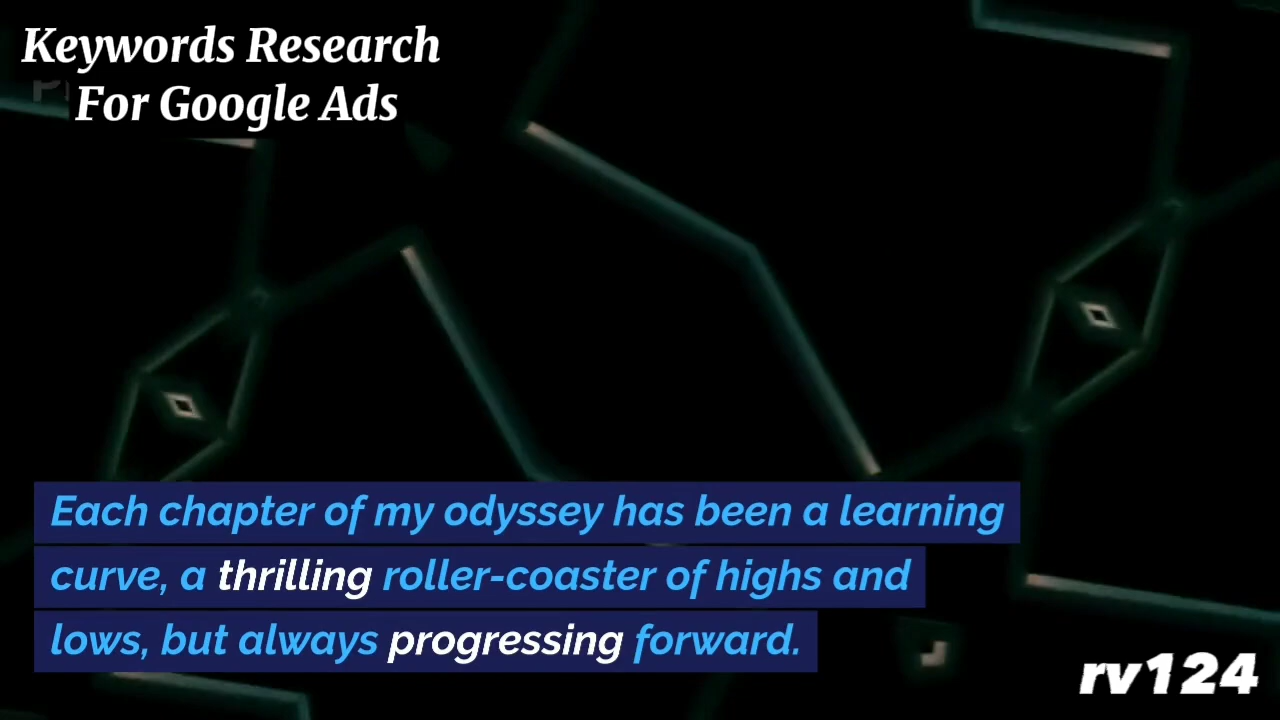 Keywords Research
For Google Ads
Each chapter of my odyssey has been a learning
curve, a thrilling roller-coaster of highs and
lows, but always progressing forward.
rv124